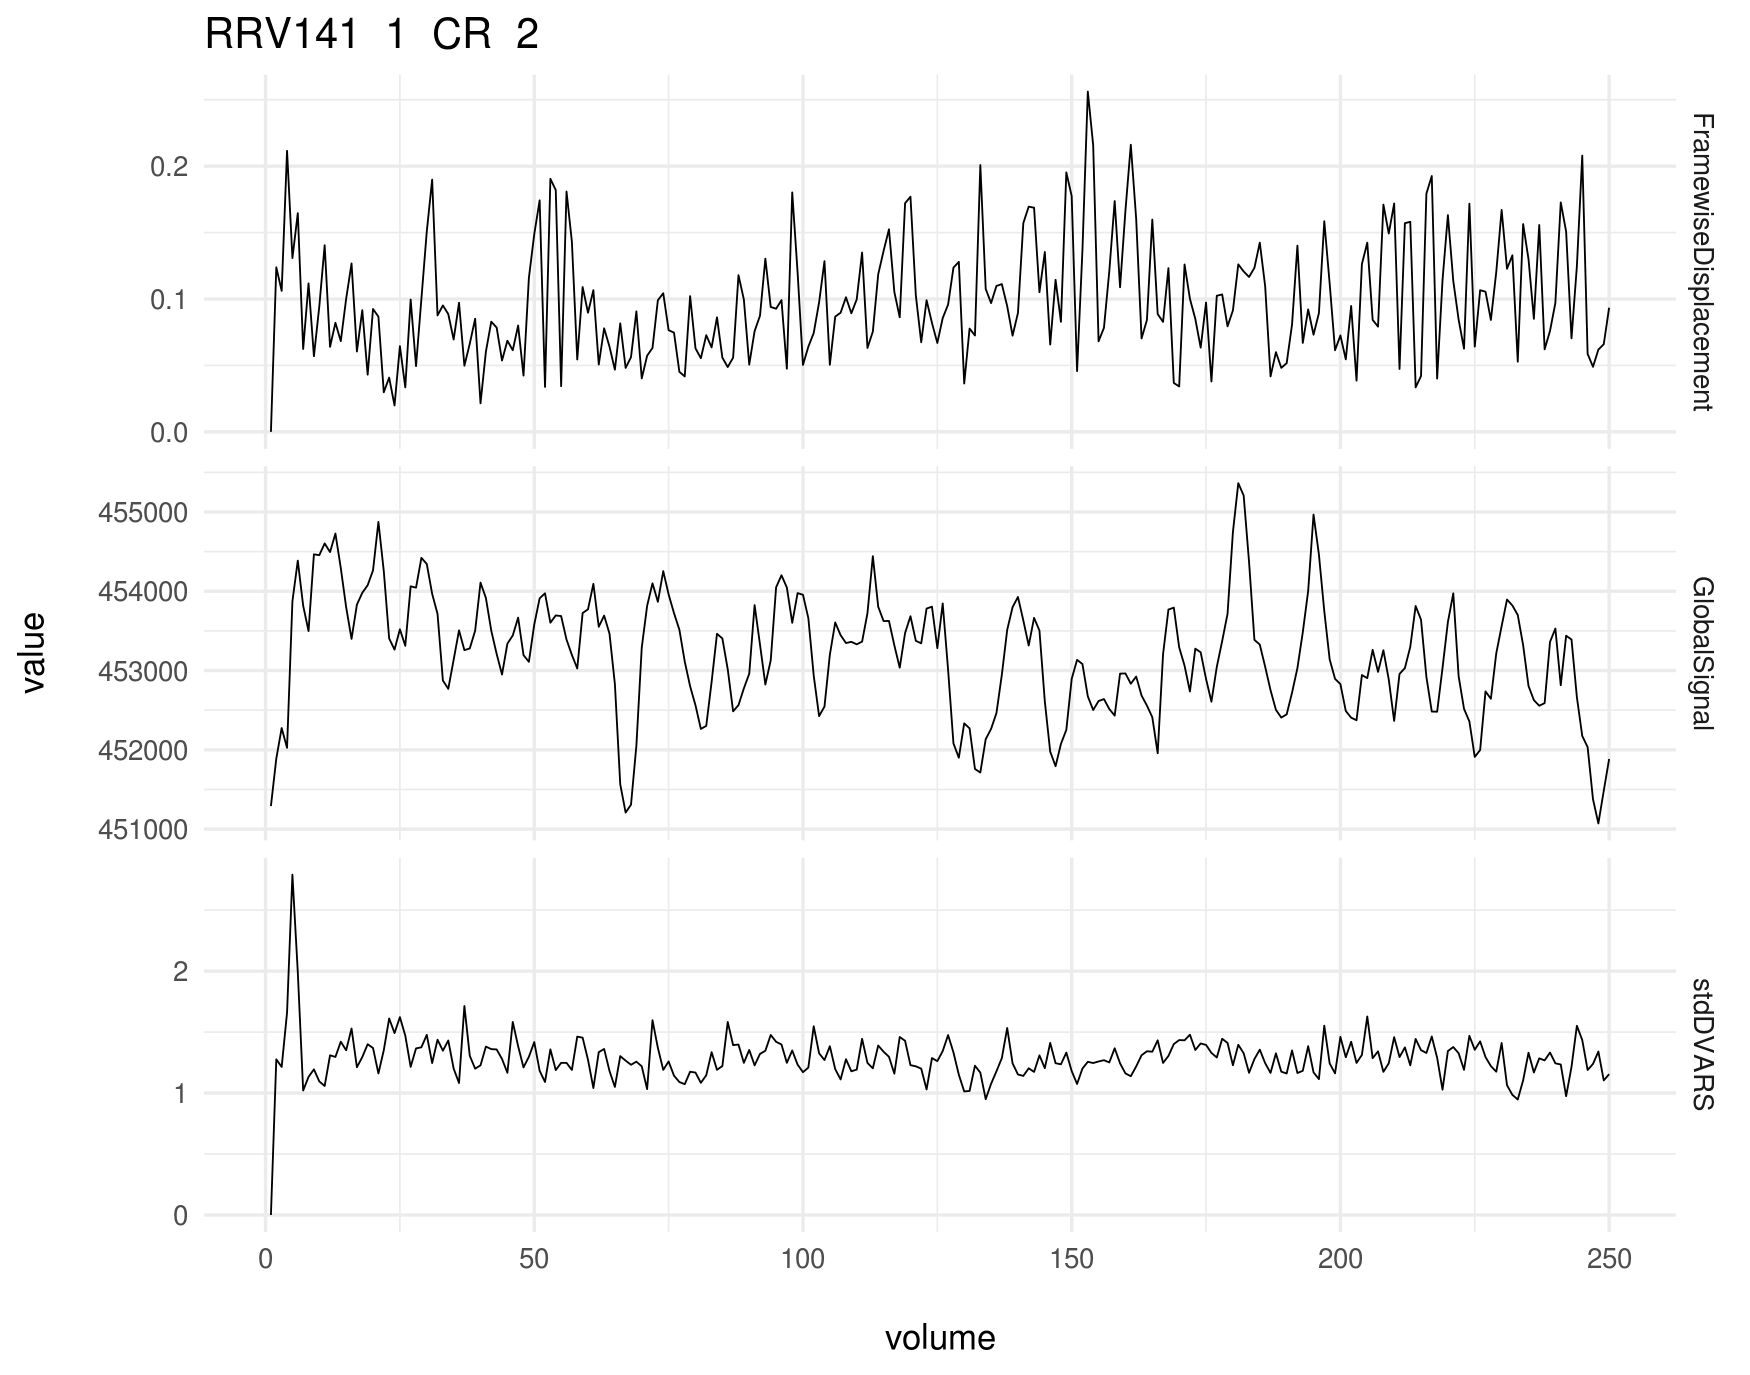 RRV141 1 CR 2
FramewiseDisplacement
0.2
0.1
0.0
GlobalSignal
455000
454000
453000
452000
451000
value
stdDVARS
2
1
0
0 50 100 150 200 250
volume